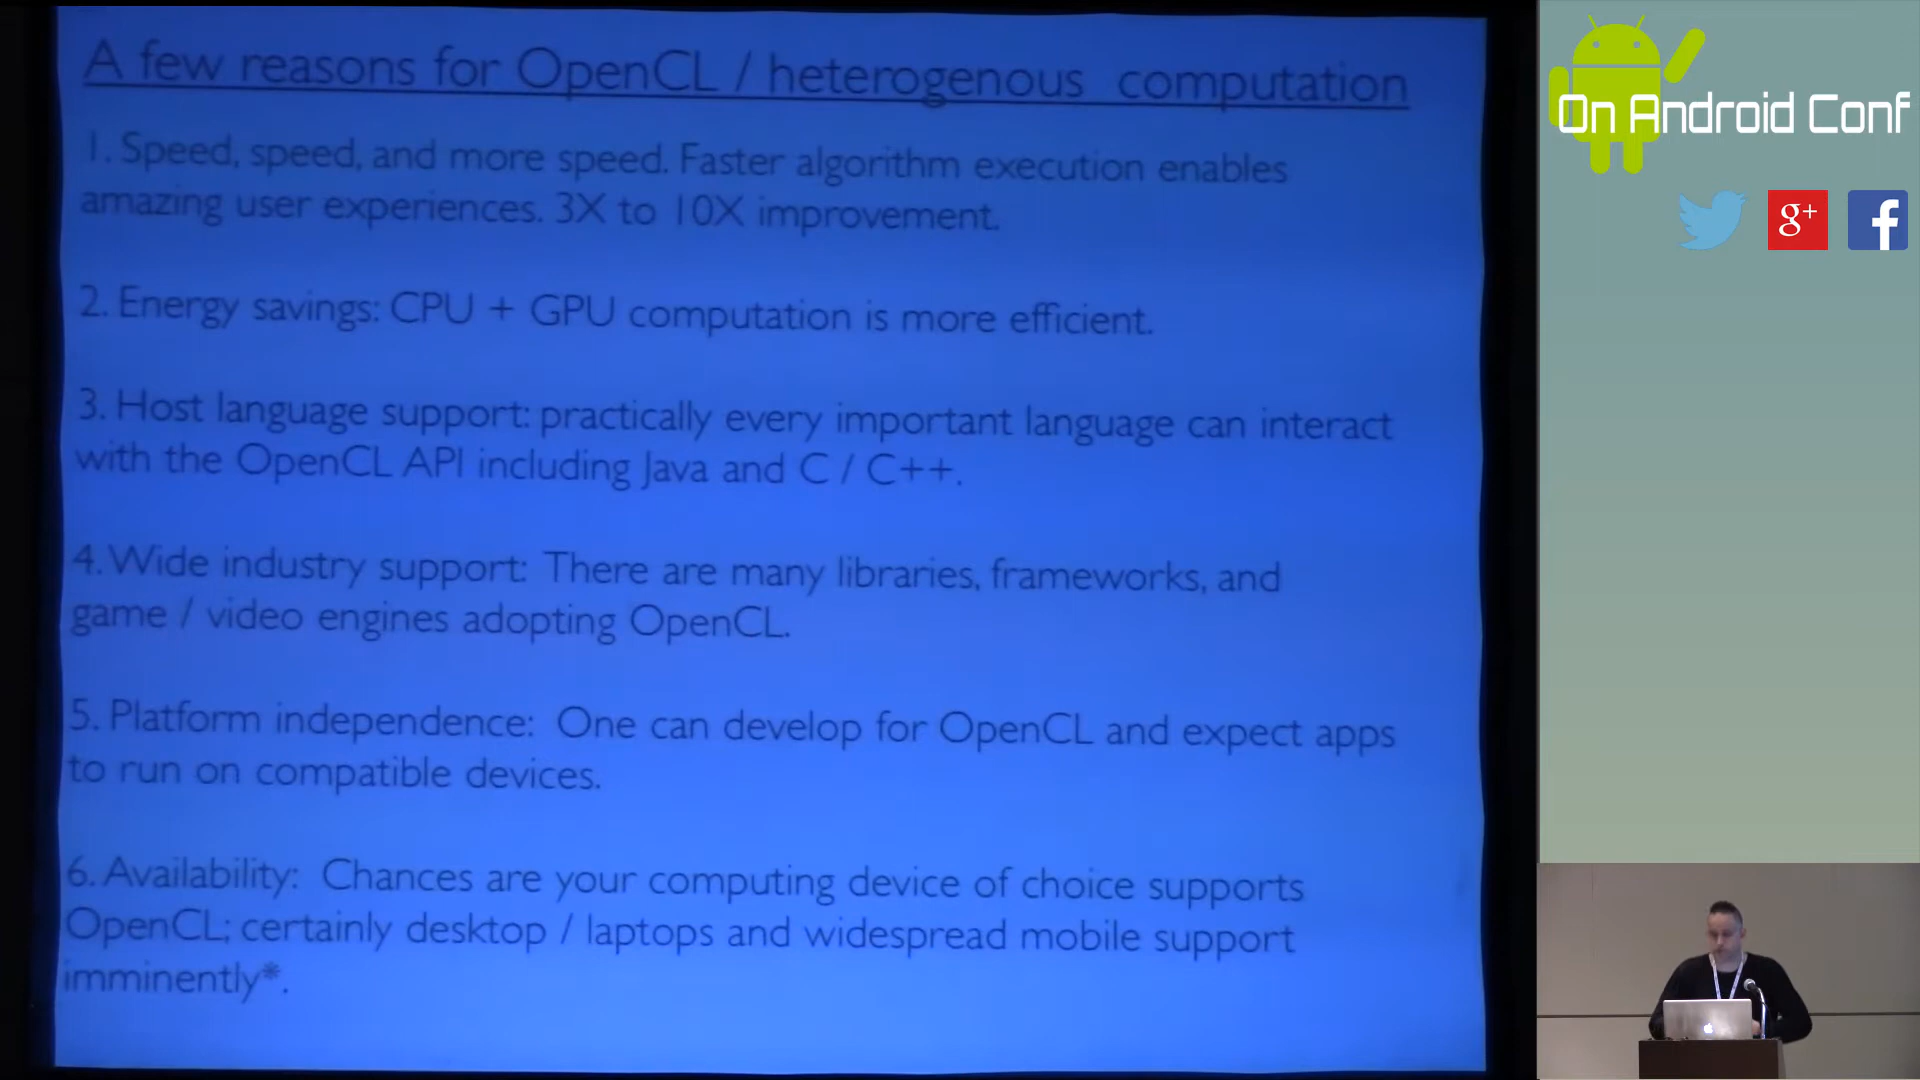 A few reasons for OpenCL / heterogenous computation
1. Speed, speed, and more speed. Faster algorithm execution enables
amazing user experiences. 3X to 10X improvement.
2. Energy savings: CPU + GPU computation is more efficient.
3. Host language support: practically every important language can interact
with the OpenCL API including Java and C / C++.
4. Wide industry support: There are many libraries, frameworks, and
game / video engines adopting OpenCL.
5. Platform independence: One can develop for OpenCL and expect apps
to run on compatible devices.
6. Availability: Chances are your computing device of choice supports
OpenCL; certainly desktop / laptops and widespread mobile support
imminently*.
On Android Conf
g+
f